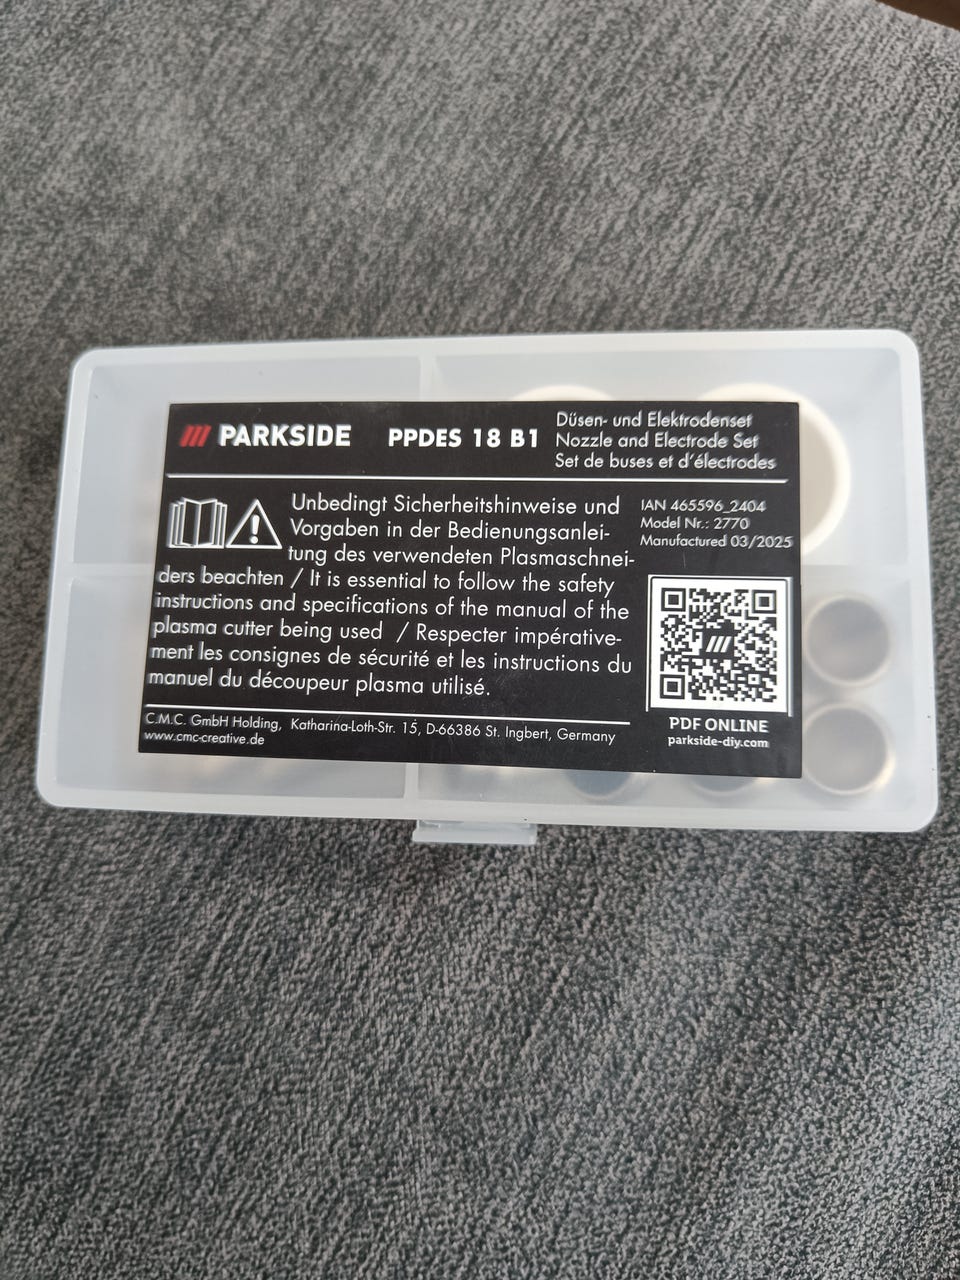 PARKSIDE PPDES 18 B1
Düsen- und Elektrodenset
Nozzle and Electrode Set
Set de buses et d'électrodes
Unbedingt Sicherheitshinweise und
Vorgaben in der Bedienungsanlei-
tung des verwendeten Plasmaschnei-
ders beachten / It is essential to follow the safety
instructions and specifications of the manual of the
plasma cutter being used / Respecter impérative-
ment les consignes de sécurité et les instructions du
manuel du découpeur plasma utilisé.
IAN 465596_2404
Model Nr.: 2770
Manufactured 03/2025
PDF ONLINE
parkside-diy.com
C.M.C. GmbH Holding, Katharina-Loth-Str. 15, D-66386 St. Ingbert, Germany
www.cmc-creative.de